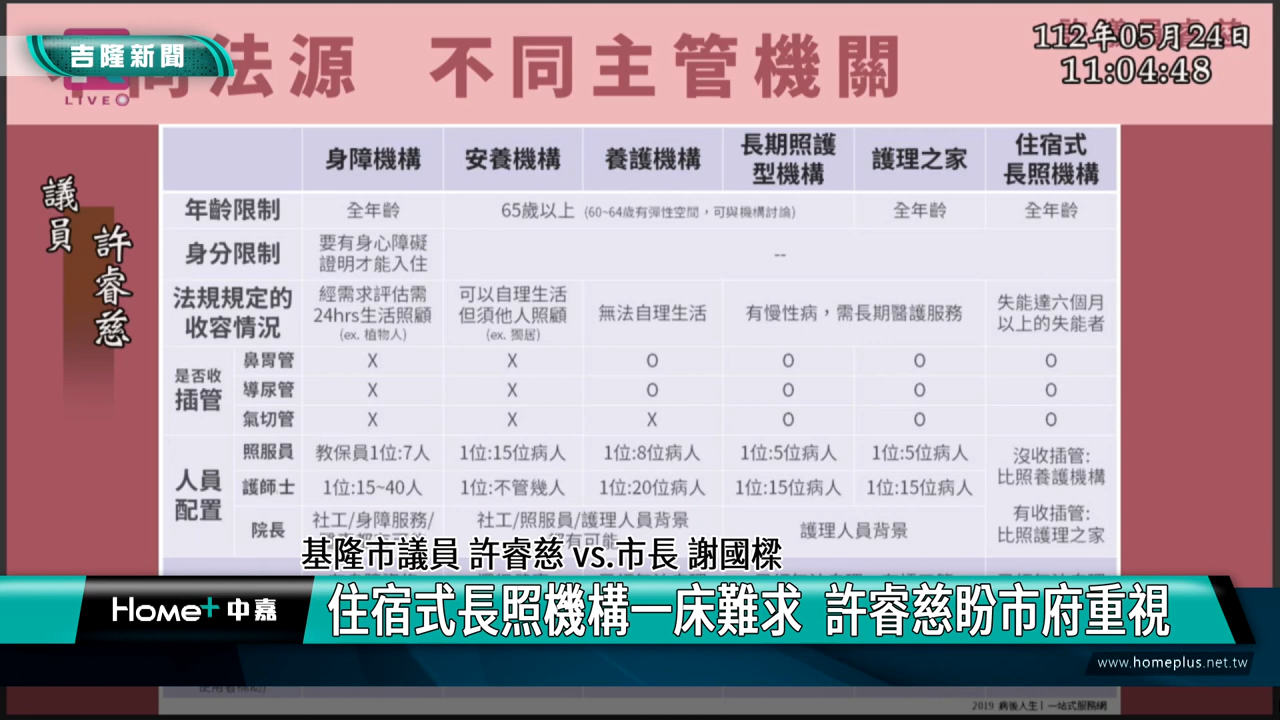 吉隆新聞
LIVE
法源 不同主管機關
112年05月24日
11:04:48
議員
許睿慈
身障機構 安養機構 養護機構 長期照護型機構 護理之家 住宿式長照機構
年齡限制 全年齡 65歲以上 (60~64歲有彈性空間，可與機構討論) 全年齡 全年齡
身分限制 要有身心障礙證明才能入住 --
法規規定的收容情況 經需求評估需24hrs生活照顧 (ex. 植物人) 可以自理生活但須他人照顧 (ex. 獨居) 無法自理生活 有慢性病，需長期醫護服務 失能達六個月以上的失能者
是否收插管
鼻胃管 X X O O O O
導尿管 X X O O O O
氣切管 X X X O O O
人員配置
照服員 教保員1位:7人 1位:15位病人 1位:8位病人 1位:5位病人 1位:5位病人
護師士 1位:15~40人 1位:不管幾人 1位:20位病人 1位:15位病人 1位:15位病人
院長 社工/身障服務/ 社工/照服員/護理人員背景 護理人員背景
沒收插管:
比照養護機構
有收插管:
比照護理之家
基隆市議員 許睿慈 vs.市長 謝國樑
Home+中嘉
住宿式長照機構一床難求 許睿慈盼市府重視
www.homeplus.net.tw
2019 病後人生 | 一站式服務網